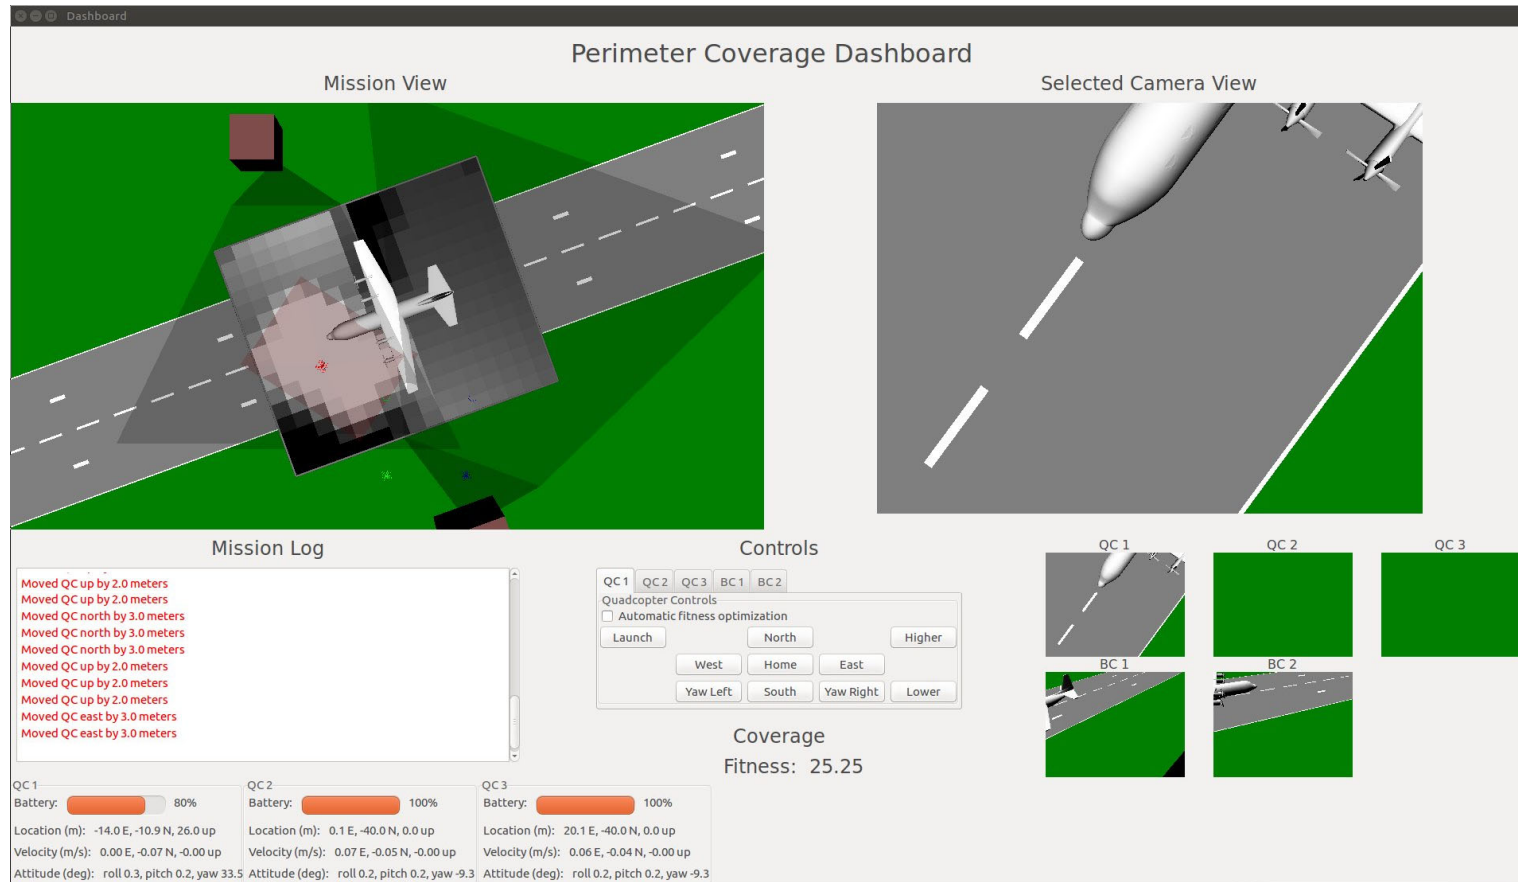 Dashboard
Perimeter Coverage Dashboard
Mission View
Selected Camera View
Mission Log
Moved QC up by 2.0 meters
Moved QC up by 2.0 meters
Moved QC north by 3.0 meters
Moved QC north by 3.0 meters
Moved QC north by 3.0 meters
Moved QC up by 2.0 meters
Moved QC up by 2.0 meters
Moved QC up by 2.0 meters
Moved QC east by 3.0 meters
Moved QC east by 3.0 meters
Controls
QC 1 QC 2 QC 3 BC 1 BC 2
Quadcopter Controls
Automatic fitness optimization
Launch North Higher
West Home East
Yaw Left South Yaw Right Lower
Coverage
Fitness: 25.25
QC 1 QC 2 QC 3
BC 1 BC 2
QC 1
Battery: 80%
Location (m): -14.0 E, -10.9 N, 26.0 up
Velocity (m/s): 0.00 E, -0.07 N, -0.00 up
Attitude (deg): roll 0.3, pitch 0.2, yaw 33.5
QC 2
Battery: 100%
Location (m): 0.1 E, -40.0 N, 0.0 up
Velocity (m/s): 0.07 E, -0.05 N, -0.00 up
Attitude (deg): roll 0.2, pitch 0.2, yaw -9.3
QC 3
Battery: 100%
Location (m): 20.1 E, -40.0 N, 0.0 up
Velocity (m/s): 0.06 E, -0.04 N, -0.00 up
Attitude (deg): roll 0.2, pitch 0.2, yaw -9.3